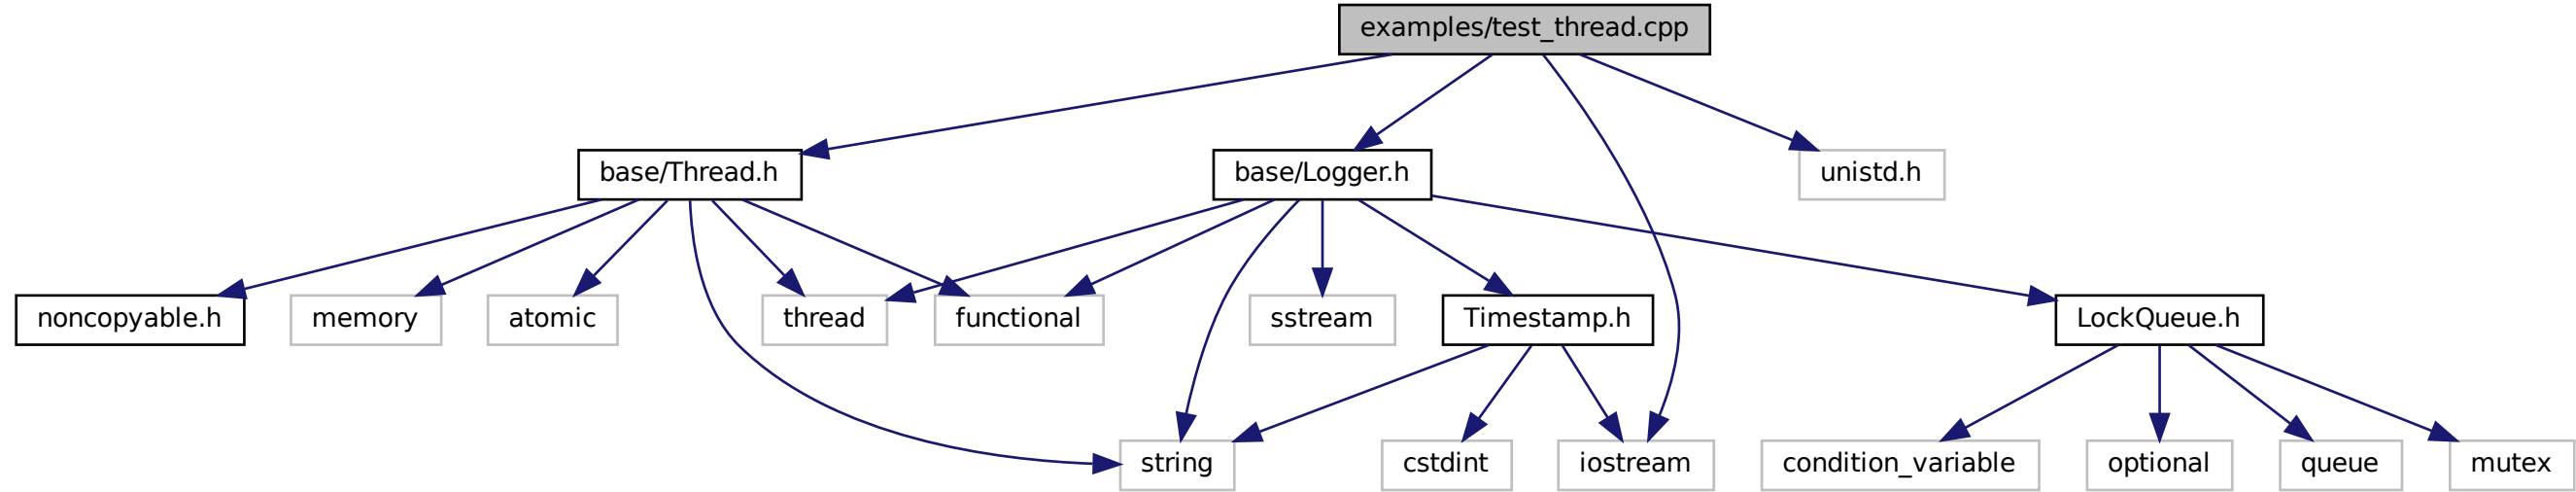 examples/test_thread.cpp
base/Thread.h
base/Logger.h
unistd.h
noncopyable.h
memory
atomic
thread
functional
sstream
Timestamp.h
LockQueue.h
string
cstdint
iostream
condition_variable
optional
queue
mutex